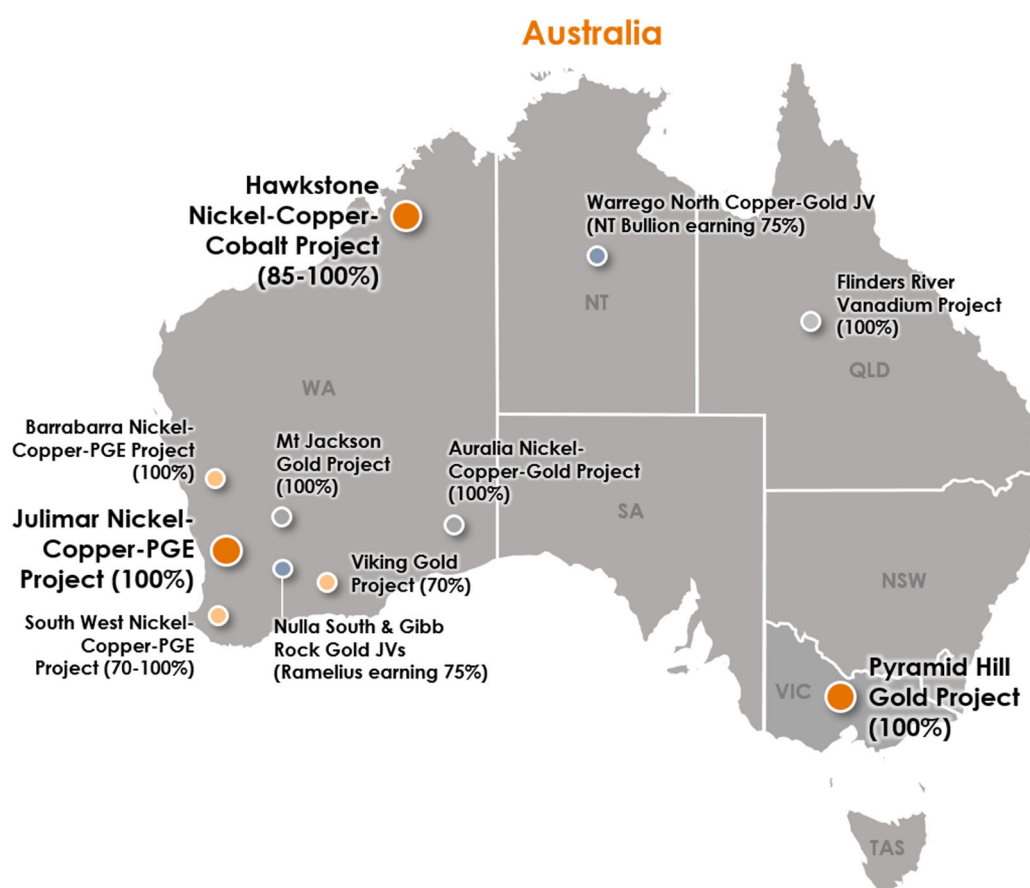 Australia
Hawkstone
Nickel-Copper-
Cobalt Project
(85-100%)
Warrego North Copper-Gold JV
(NT Bullion earning 75%)
Flinders River
Vanadium Project
(100%)
NT
QLD
WA
Barrabarra Nickel-
Copper-PGE Project
(100%)
Mt Jackson
Gold Project
(100%)
Auralia Nickel-
Copper-Gold Project
(100%)
SA
Julimar Nickel-
Copper-PGE
Project (100%)
Viking Gold
Project (70%)
NSW
South West Nickel-
Copper-PGE
Project (70-100%)
Nulla South & Gibb
Rock Gold JVs
(Ramelius earning 75%)
VIC
Pyramid Hill
Gold Project
(100%)
TAS